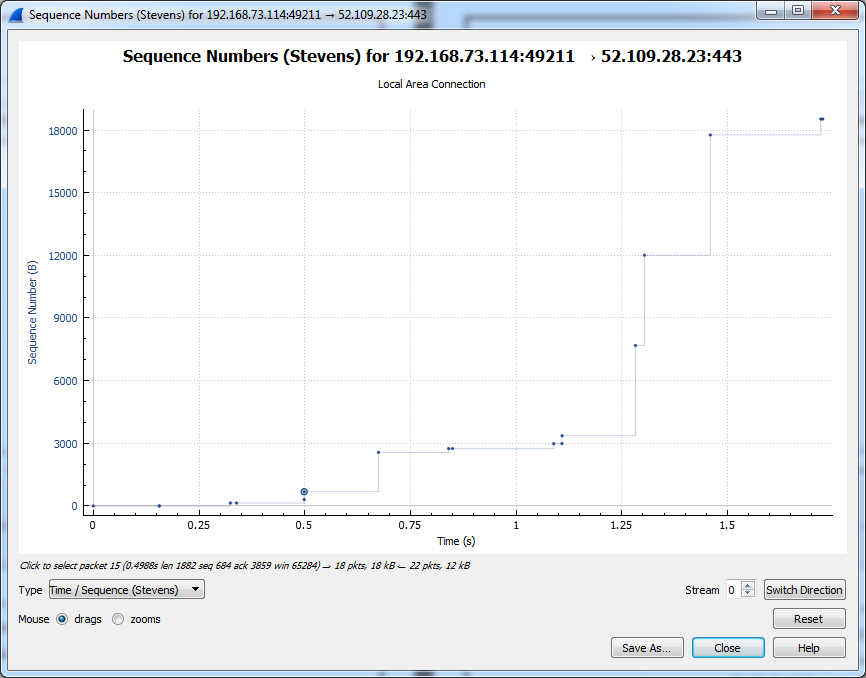 Sequence Numbers (Stevens) for 192.168.73.114:49211 → 52.109.28.23:443
Sequence Numbers (Stevens) for 192.168.73.114:49211 → 52.109.28.23:443
Local Area Connection
18000
15000
12000
9000
6000
3000
0
Sequence Number (B)
0 0.25 0.5 0.75 1 1.25 1.5
Time (s)
Click to select packet 15 (0.4988s len 1882 seq 684 ack 3859 win 65284) → 18 pkts, 18 kB ← 22 pkts, 12 kB
Type Time / Sequence (Stevens) Stream 0 Switch Direction
Mouse drags zooms Reset
Save As... Close Help